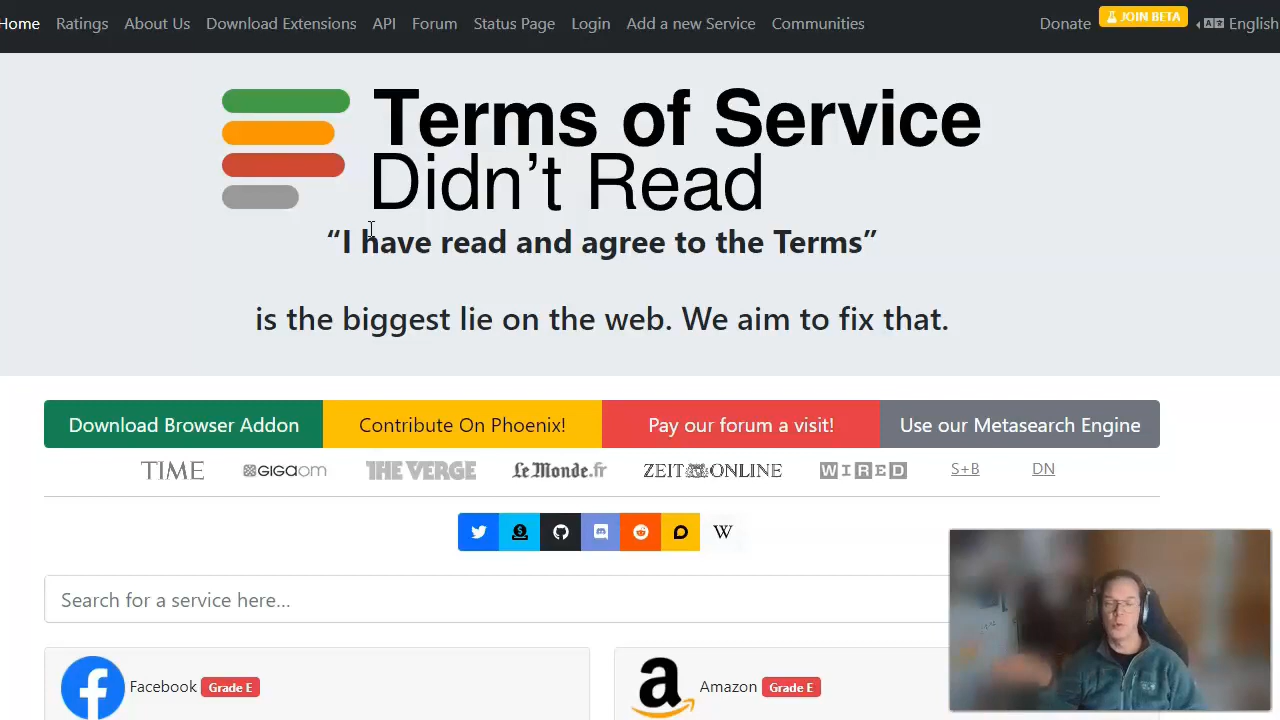 Home Ratings About Us Download Extensions API Forum Status Page Login Add a new Service Communities Donate JOIN BETA English
Terms of Service
Didn't Read
“I have read and agree to the Terms”
is the biggest lie on the web. We aim to fix that.
Download Browser Addon Contribute On Phoenix! Pay our forum a visit! Use our Metasearch Engine
TIME GIGAOM THE VERGE Le Monde.fr ZEIT ONLINE WIRED S+B DN
W
Search for a service here...
Facebook Grade E a Amazon Grade E